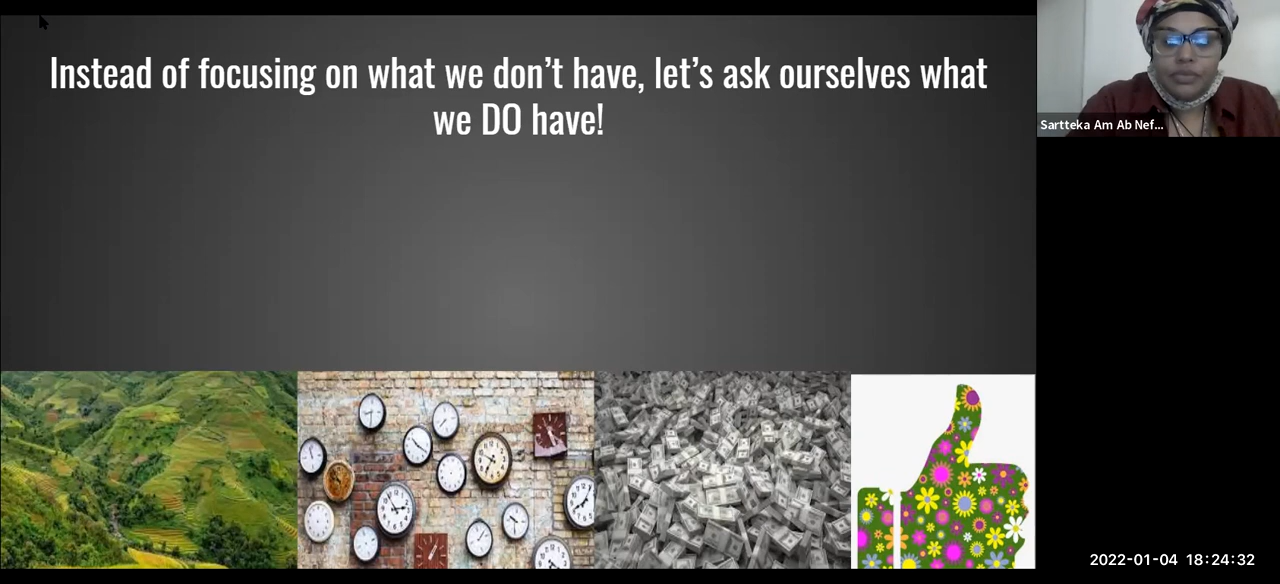 Instead of focusing on what we don’t have, let’s ask ourselves what
we DO have!
Sartteka Am Ab Nef...
2022-01-04 18:24:32